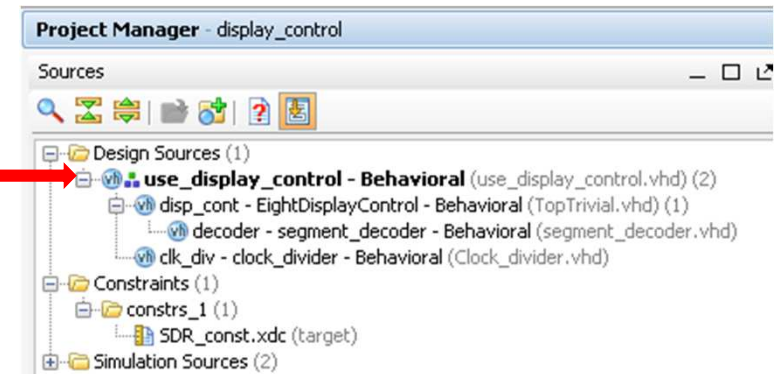 Project Manager - display_control
Sources
Design Sources (1)
use_display_control - Behavioral (use_display_control.vhd) (2)
disp_cont - EightDisplayControl - Behavioral (TopTrivial.vhd) (1)
decoder - segment_decoder - Behavioral (segment_decoder.vhd)
clk_div - clock_divider - Behavioral (Clock_divider.vhd)
Constraints (1)
constrs_1 (1)
SDR_const.xdc (target)
Simulation Sources (2)